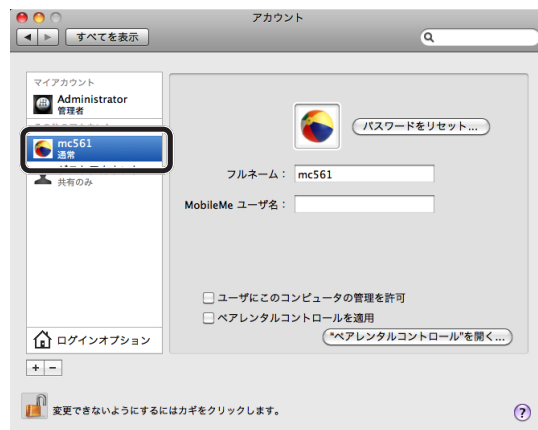 アカウント
すべてを表示
マイアカウント
Administrator
管理者
mc561
通常
共有のみ
ログインオプション
パスワードをリセット...
フルネーム：
mc561
MobileMe ユーザ名：
ユーザにこのコンピュータの管理を許可
ペアレンタルコントロールを適用
"ペアレンタルコントロール"を開く...
+ −
変更できないようにするにはカギをクリックします。
?